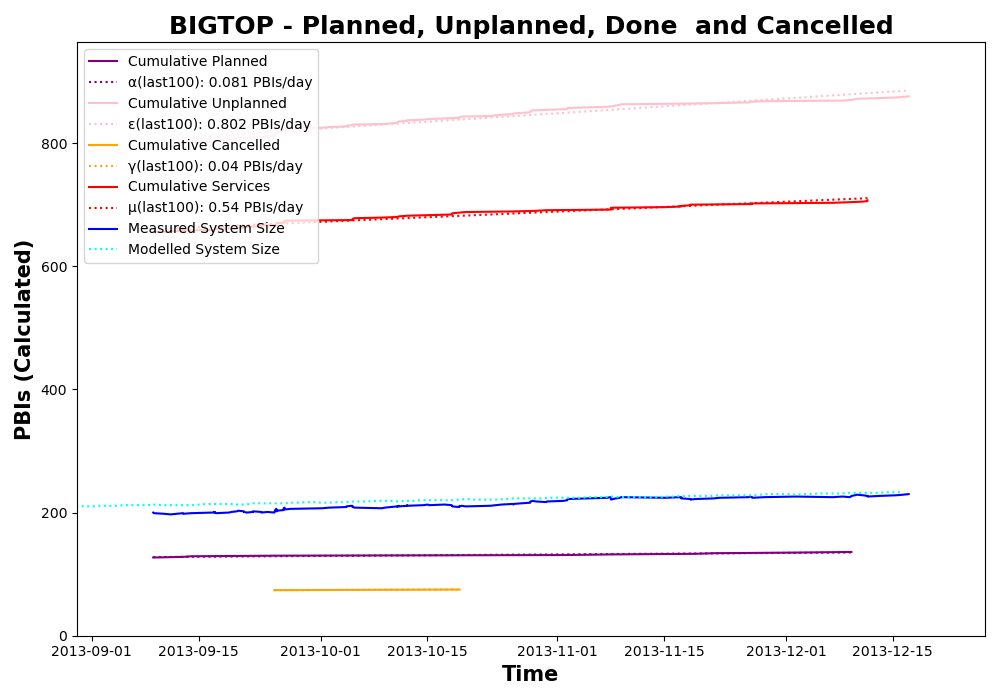 BIGTOP - Planned, Unplanned, Done  and Cancelled
Cumulative Planned
α(last100): 0.081 PBIs/day
Cumulative Unplanned
ε(last100): 0.802 PBIs/day
Cumulative Cancelled
γ(last100): 0.04 PBIs/day
Cumulative Services
μ(last100): 0.54 PBIs/day
Measured System Size
Modelled System Size
PBIs (Calculated)
800
600
400
200
0
2013-09-01 2013-09-15 2013-10-01 2013-10-15 2013-11-01 2013-11-15 2013-12-01 2013-12-15
Time